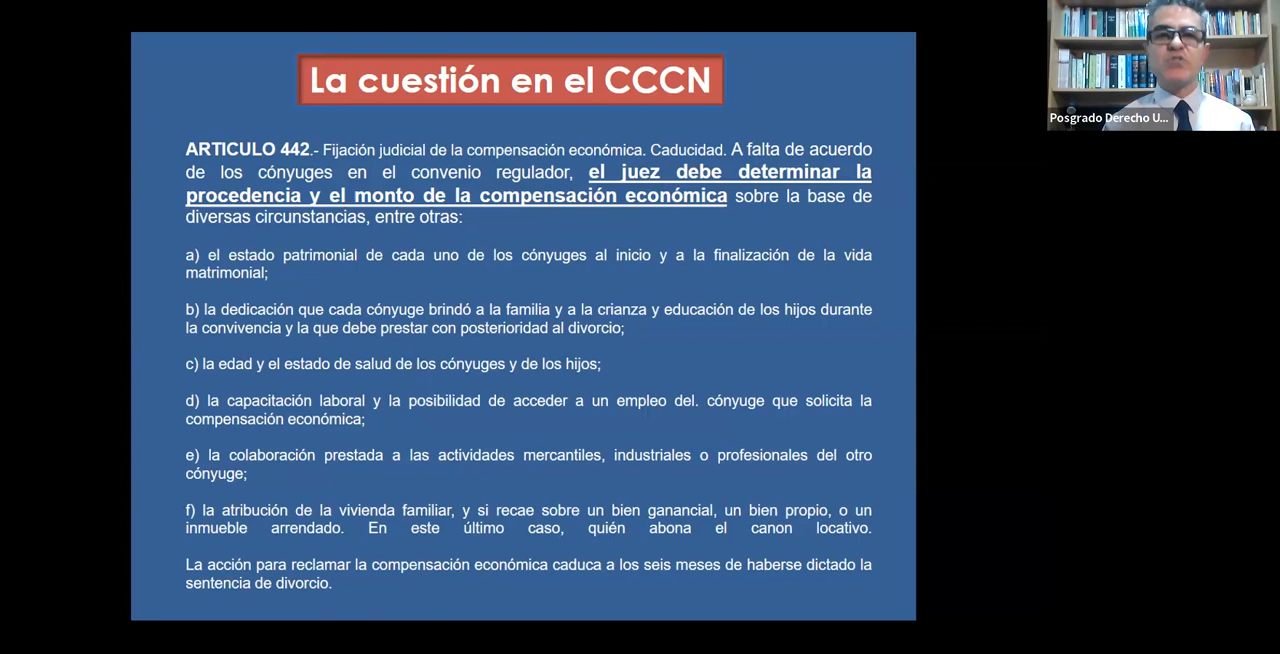 La cuestión en el CCCN
ARTICULO 442.- Fijación judicial de la compensación económica. Caducidad. A falta de acuerdo
de los cónyuges en el convenio regulador, el juez debe determinar la
procedencia y el monto de la compensación económica sobre la base de
diversas circunstancias, entre otras:
a) el estado patrimonial de cada uno de los cónyuges al inicio y a la finalización de la vida
matrimonial;
b) la dedicación que cada cónyuge brindó a la familia y a la crianza y educación de los hijos durante
la convivencia y la que debe prestar con posterioridad al divorcio;
c) la edad y el estado de salud de los cónyuges y de los hijos;
d) la capacitación laboral y la posibilidad de acceder a un empleo del. cónyuge que solicita la
compensación económica;
e) la colaboración prestada a las actividades mercantiles, industriales o profesionales del otro
cónyuge;
f) la atribución de la vivienda familiar, y si recae sobre un bien ganancial, un bien propio, o un
inmueble arrendado. En este último caso, quién abona el canon locativo.
La acción para reclamar la compensación económica caduca a los seis meses de haberse dictado la
sentencia de divorcio.
Posgrado Derecho U...